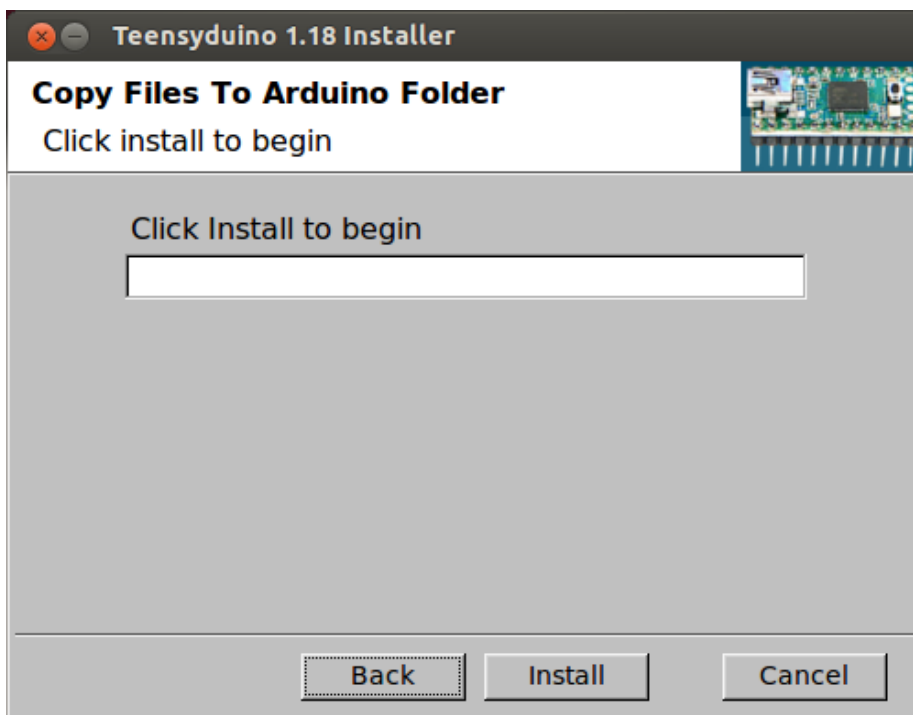 Teensyduino 1.18 Installer
Copy Files To Arduino Folder
Click install to begin
Click Install to begin
Back Install Cancel